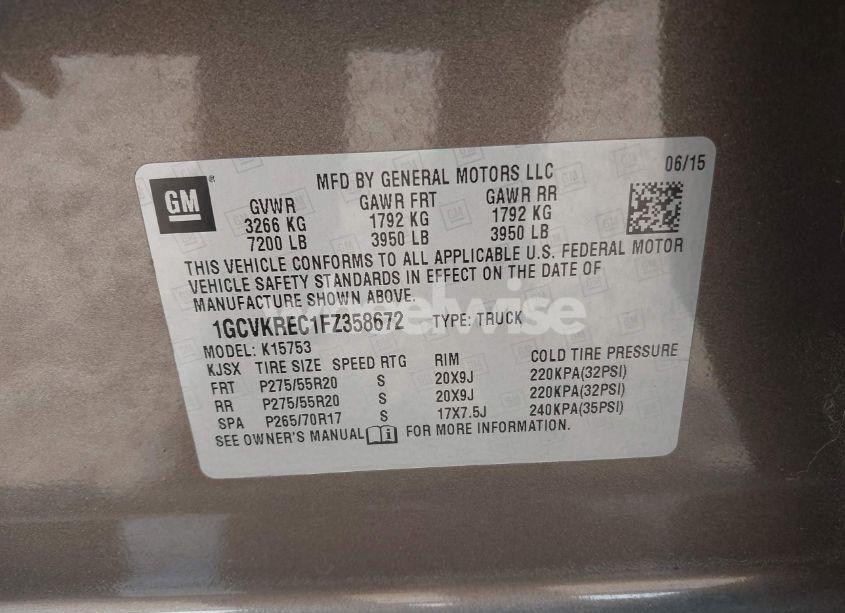 GM
MFD BY GENERAL MOTORS LLC
06/15
GVWR GAWR FRT GAWR RR
3266 KG 1792 KG 1792 KG
7200 LB 3950 LB 3950 LB
THIS VEHICLE CONFORMS TO ALL APPLICABLE U.S. FEDERAL MOTOR
VEHICLE SAFETY STANDARDS IN EFFECT ON THE DATE OF
MANUFACTURE SHOWN ABOVE.
1GCVKREC1FZ358672 TYPE: TRUCK
MODEL: K15753
KJSX TIRE SIZE SPEED RTG RIM COLD TIRE PRESSURE
FRT P275/55R20 S 20X9J 220KPA(32PSI)
RR P275/55R20 S 20X9J 220KPA(32PSI)
SPA P265/70R17 S 17X7.5J 240KPA(35PSI)
SEE OWNER'S MANUAL FOR MORE INFORMATION.